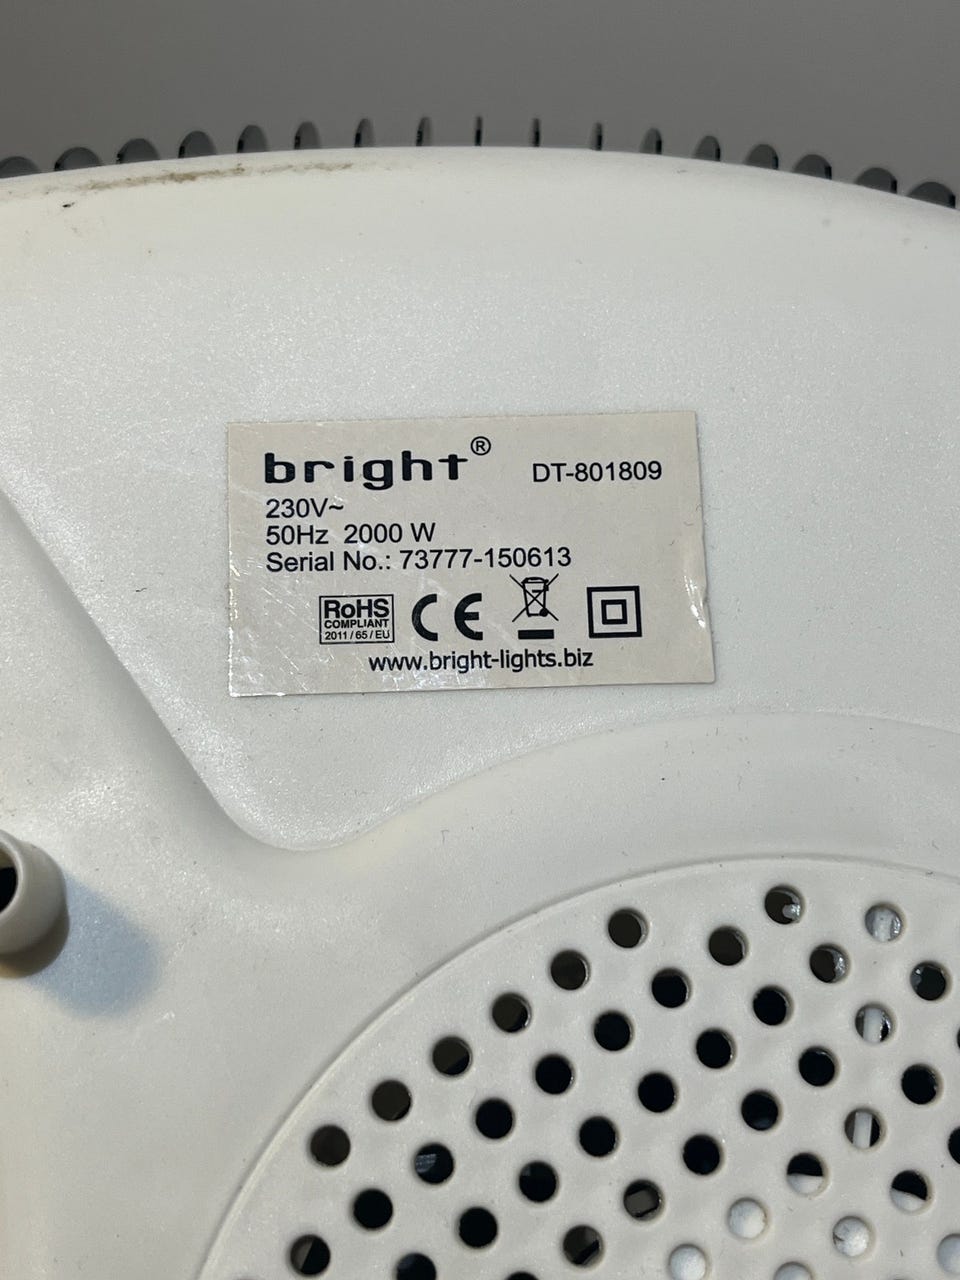 bright® DT-801809
230V~
50Hz 2000 W
Serial No.: 73777-150613
RoHS
COMPLIANT
2011/65/EU
CE
www.bright-lights.biz